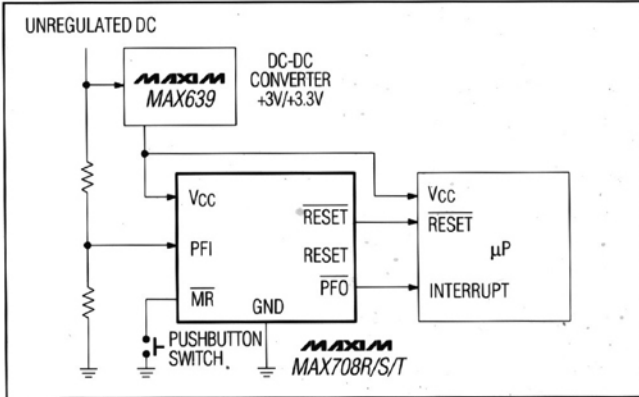 UNREGULATED DC
MAXIM
MAX639
DC-DC
CONVERTER
+3V/+3.3V
VCC
RESET
RESET
PFI
PFO
MR
GND
VCC
RESET
µP
INTERRUPT
PUSHBUTTON
SWITCH
MAXIM
MAX708R/S/T